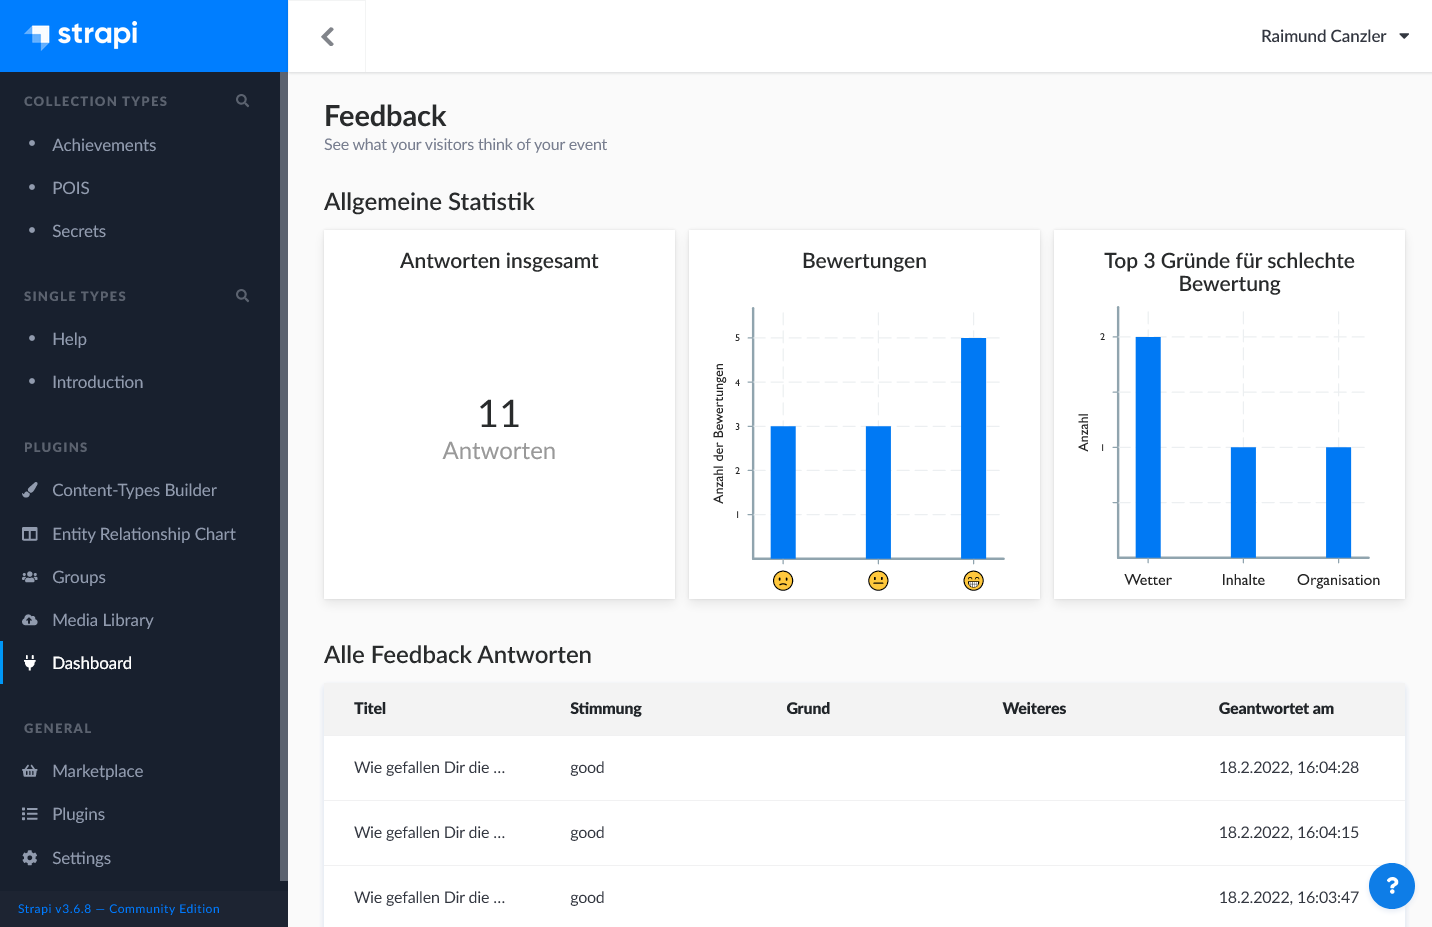 strapi
Raimund Canzler
COLLECTION TYPES
Achievements
POIS
Secrets
SINGLE TYPES
Help
Introduction
PLUGINS
Content-Types Builder
Entity Relationship Chart
Groups
Media Library
Dashboard
GENERAL
Marketplace
Plugins
Settings
Strapi v3.6.8 — Community Edition
Feedback
See what your visitors think of your event
Allgemeine Statistik
Antworten insgesamt
11
Antworten
Bewertungen
Anzahl der Bewertungen
5
4
3
2
1
Top 3 Gründe für schlechte
Bewertung
Anzahl
2
1
Wetter Inhalte Organisation
Alle Feedback Antworten
Titel Stimmung Grund Weiteres Geantwortet am
Wie gefallen Dir die ... good 18.2.2022, 16:04:28
Wie gefallen Dir die ... good 18.2.2022, 16:04:15
Wie gefallen Dir die ... good 18.2.2022, 16:03:47
?